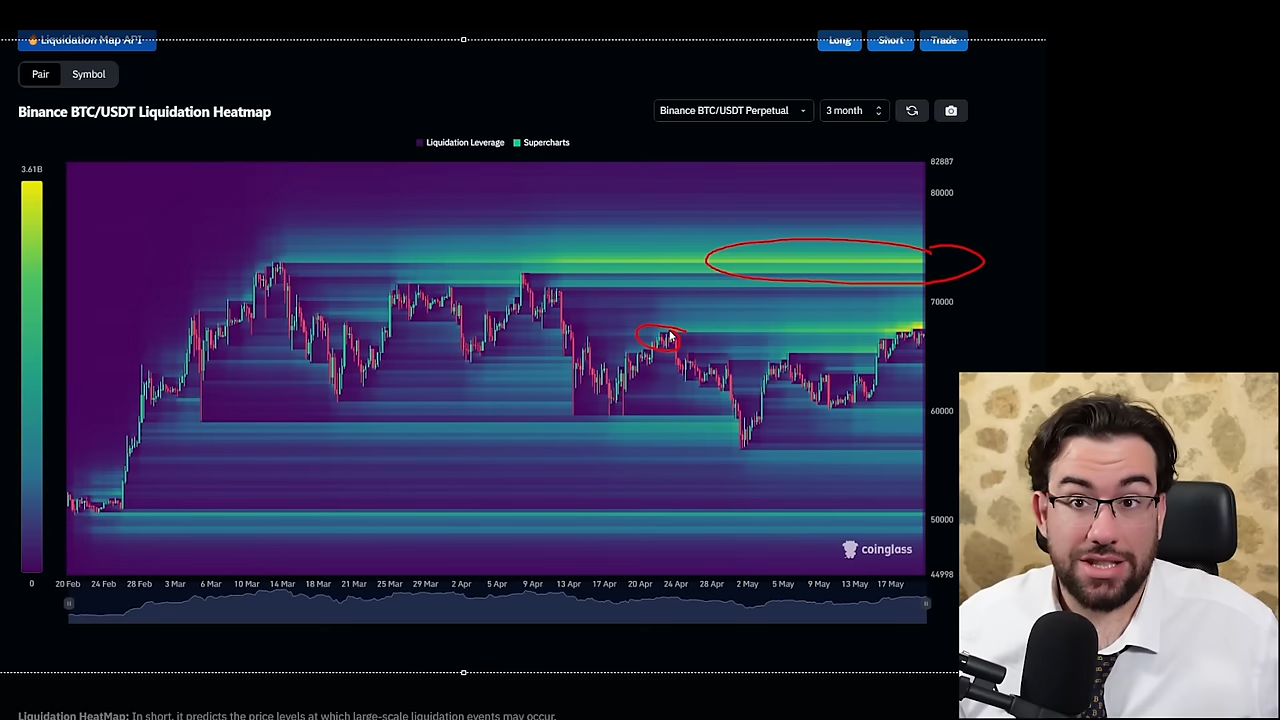 Liquidation Map API
Long Short Trade
Pair Symbol
Binance BTC/USDT Liquidation Heatmap
Binance BTC/USDT Perpetual 3 month
Liquidation Leverage Supercharts
3.61B
82887
80000
70000
60000
50000
44998
coinglass
0
20 Feb 24 Feb 28 Feb 3 Mar 6 Mar 10 Mar 14 Mar 18 Mar 21 Mar 25 Mar 29 Mar 2 Apr 5 Apr 9 Apr 13 Apr 17 Apr 20 Apr 24 Apr 28 Apr 2 May 5 May 9 May 13 May 17 May
Liquidation HeatMap: In short, it predicts the price levels at which large-scale liquidation events may occur.